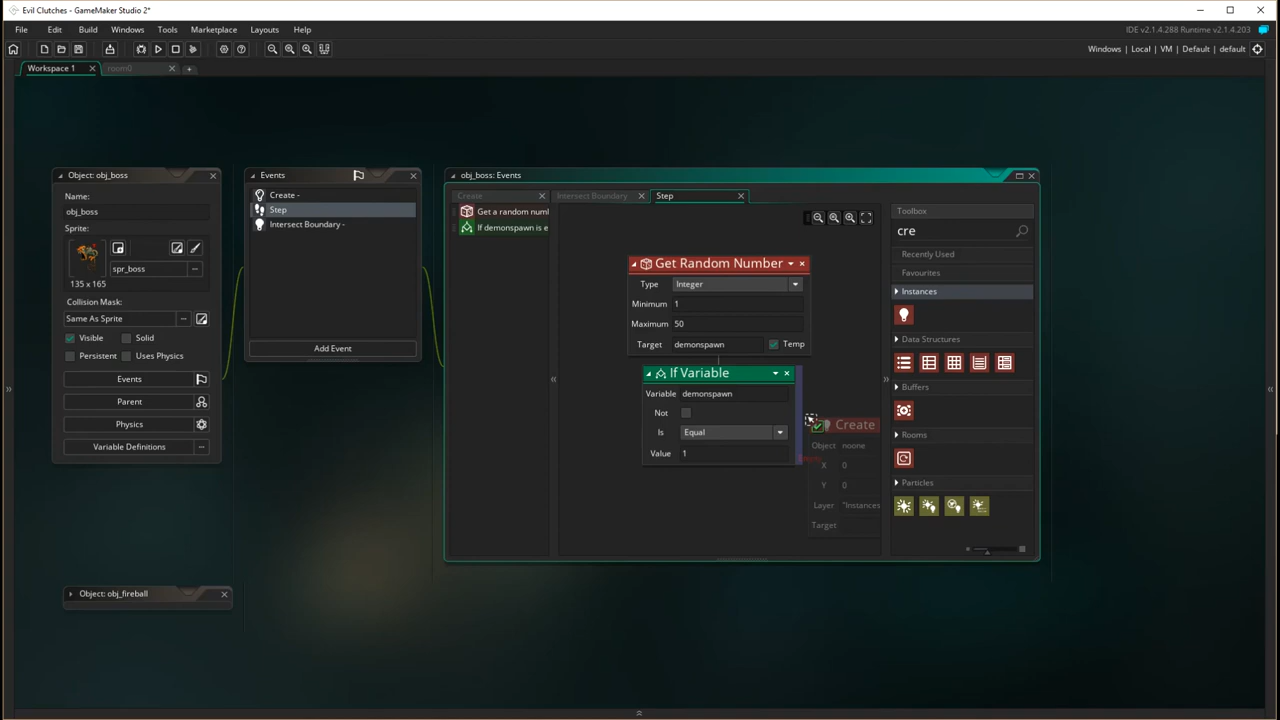 Evil Clutches - GameMaker Studio 2*
File Edit Build Windows Tools Marketplace Layouts Help
IDE v2.1.4.288 Runtime v2.1.4.203
Windows | Local | VM | Default | default
Workspace 1
room0
Object: obj_boss
Name:
obj_boss
Sprite:
spr_boss
135 x 165
Collision Mask:
Same As Sprite
Visible Solid
Persistent Uses Physics
Events
Parent
Physics
Variable Definitions
Object: obj_fireball
Events
Create -
Step
Intersect Boundary -
Add Event
obj_boss: Events
Create
Intersect Boundary
Step
Get a random numl
If demonspawn is e
Get Random Number
Type Integer
Minimum 1
Maximum 50
Target demonspawn Temp
If Variable
Variable demonspawn
Not
Is Equal
Value 1
Create
Object noone
X 0
Y 0
Layer "Instances
Target
Toolbox
cre
Recently Used
Favourites
Instances
Data Structures
Buffers
Rooms
Particles